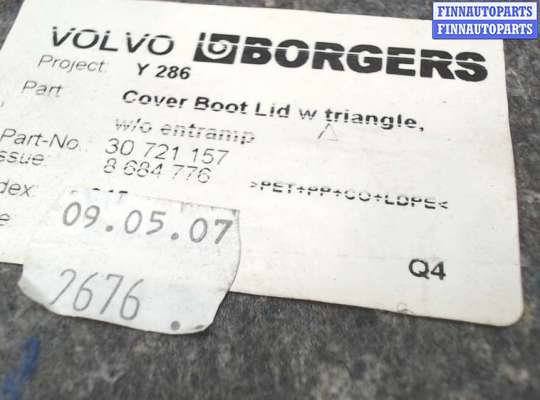 FINNAUTOPARTS
FINNAUTOPARTS
VOLVO BORGERS
Project: Y 286
Part Cover Boot Lid w triangle,
w/o entramp
Part-No.: 30 721 157
ssue: 8 684 776
>PET+PP+CO+LDPE<
dex:
09.05.07
e
2676
Q4